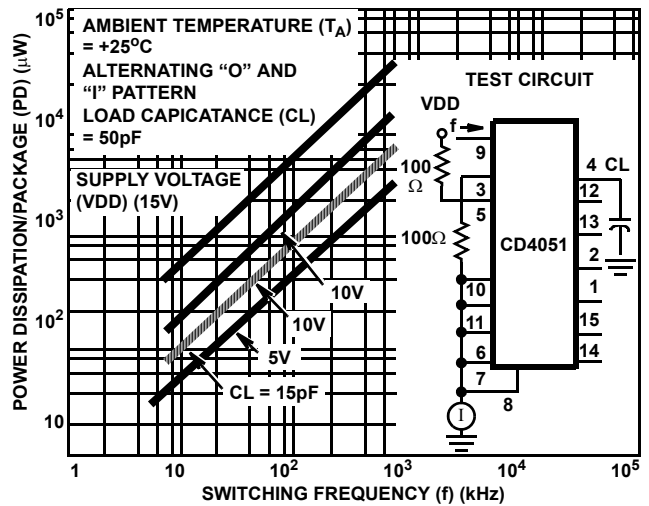 10⁵
10⁴
10³
10²
10
POWER DISSIPATION/PACKAGE (PD) (µW)
AMBIENT TEMPERATURE (Tᴀ)
= +25°C
ALTERNATING “O” AND
“I” PATTERN
LOAD CAPICATANCE (CL)
= 50pF
SUPPLY VOLTAGE
(VDD) (15V)
10V
10V
5V
CL = 15pF
TEST CIRCUIT
VDD
f
100
Ω
100Ω
9
3
5
10
11
6
7
8
CD4051
4 CL
12
13
2
1
15
14
I
1 10 10² 10³ 10⁴ 10⁵
SWITCHING FREQUENCY (f) (kHz)